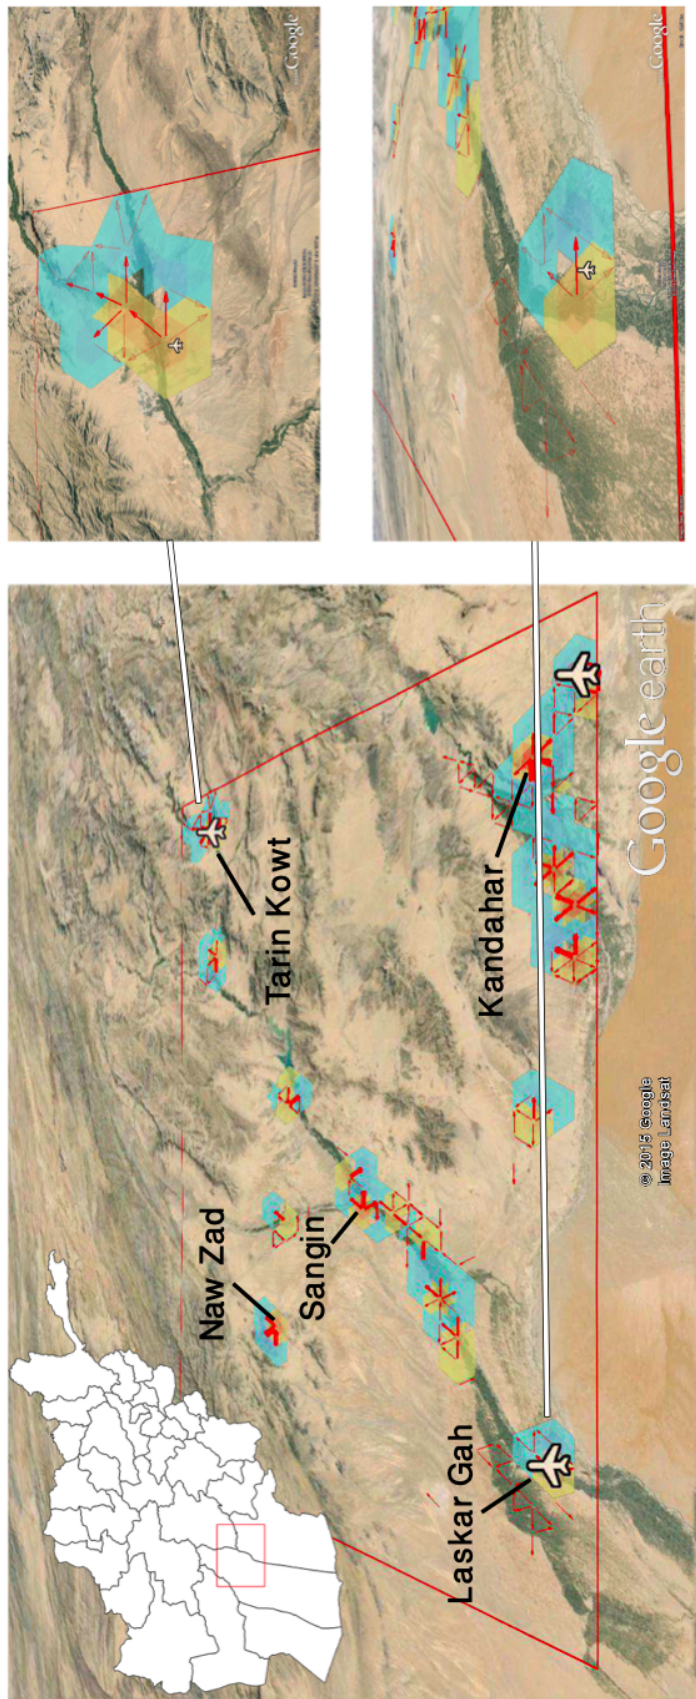 Google
Google
Naw Zad
Sangin
Laskar Gah
Tarin Kowt
Kandahar
© 2015 Google
Image Landsat
Google earth